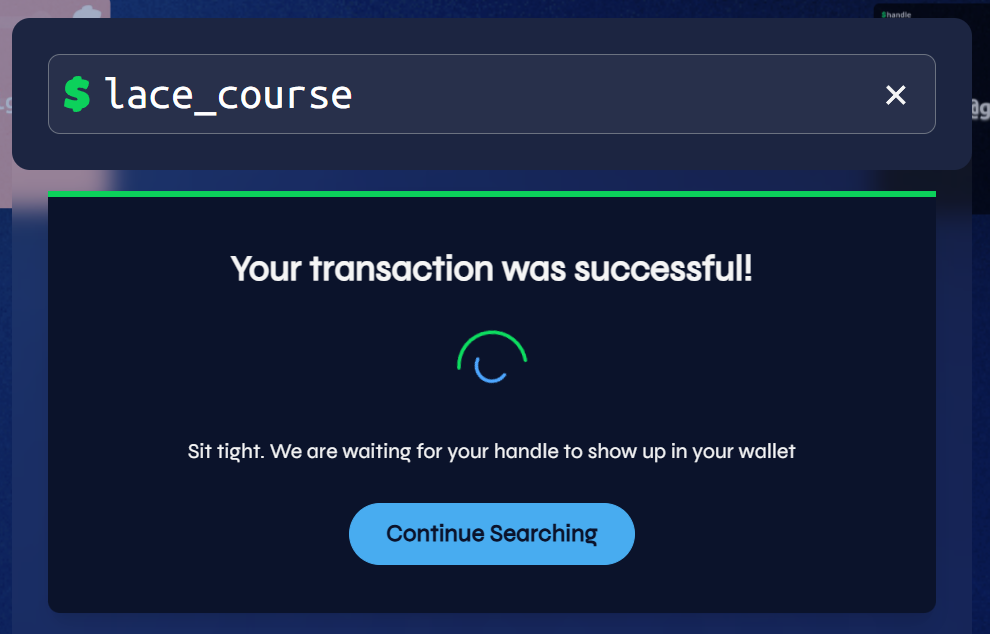 $handle
$ lace_course
@g
Your transaction was successful!
Sit tight. We are waiting for your handle to show up in your wallet
Continue Searching